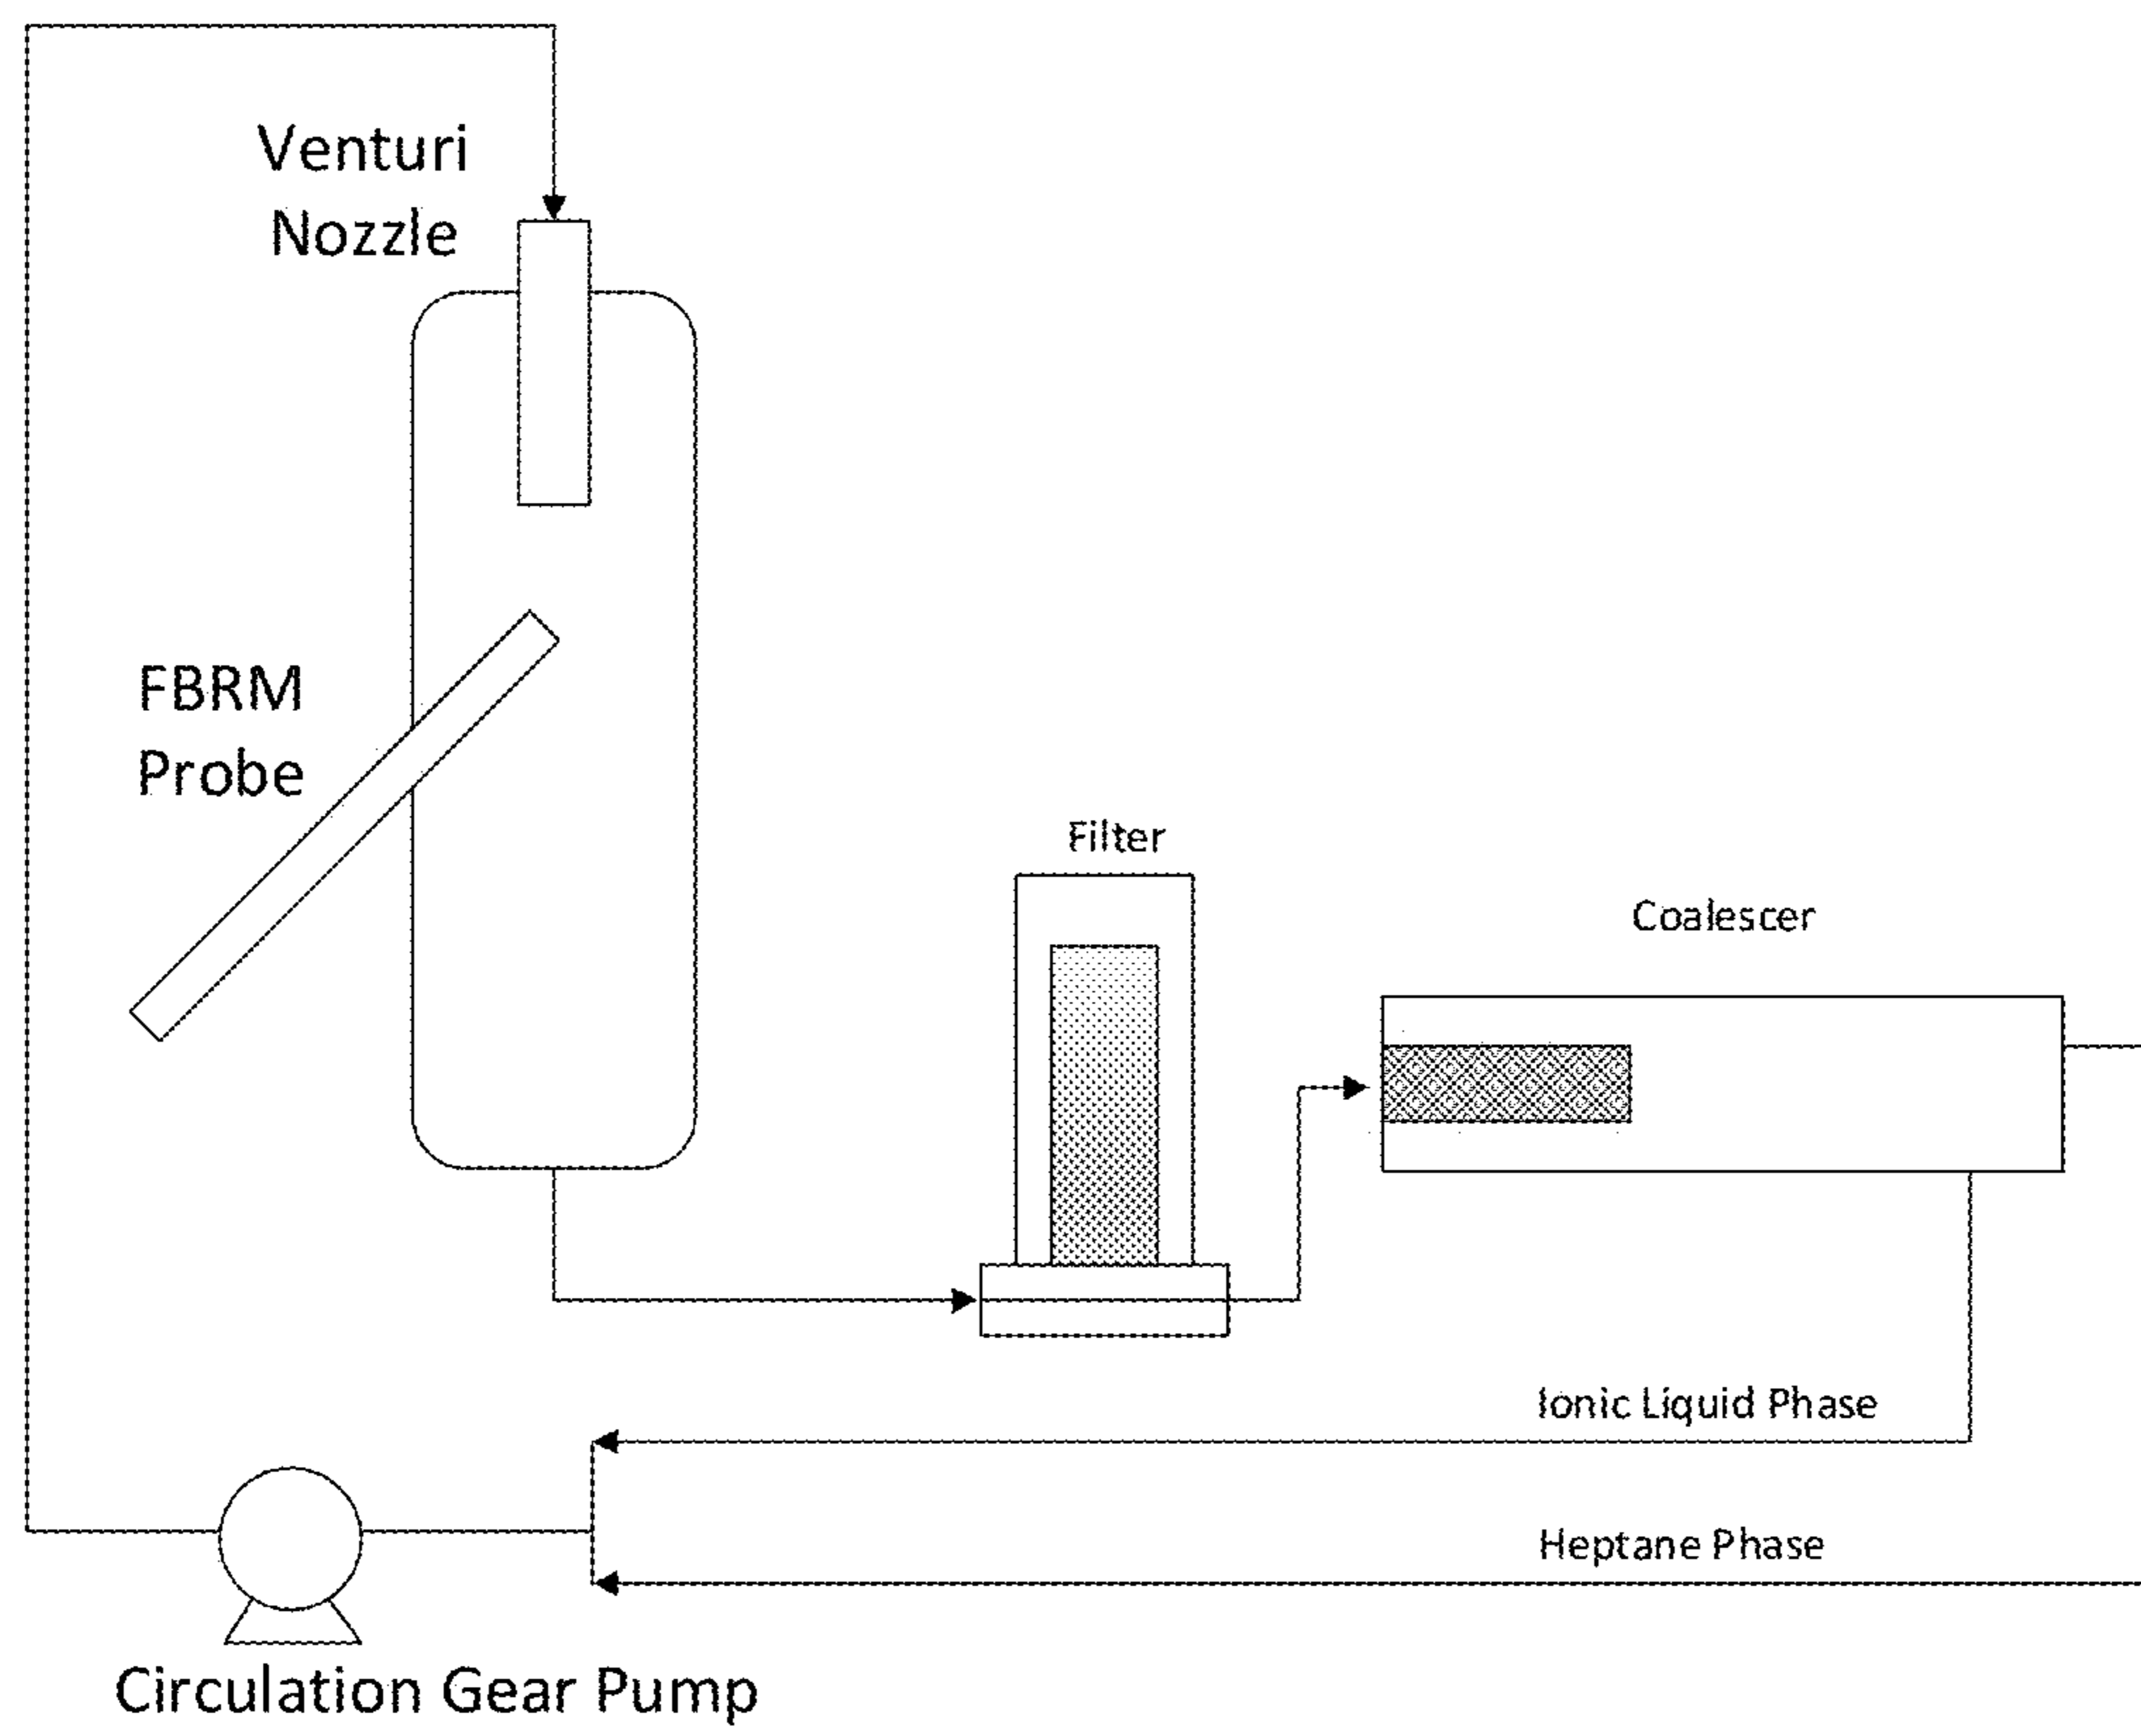 Venturi
Nozzle
FBRM
Probe
Filter
Coalescer
Ionic Liquid Phase
Heptane Phase
Circulation Gear Pump